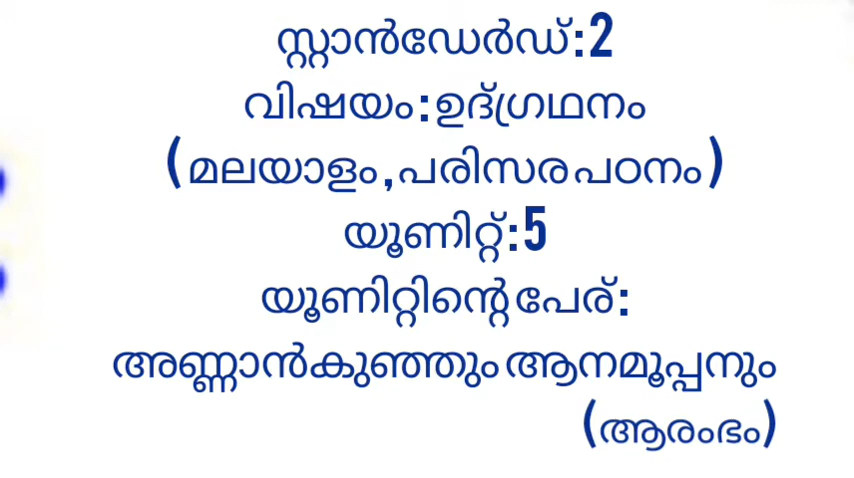 സ്റ്റാൻഡേർഡ്:2
വിഷയം:ഉദ്ഗ്രഥനം
(മലയാളം,പരിസരപഠനം)
യൂണിറ്റ്:5
യൂണിറ്റിൻ്റെ പേര്:
അണ്ണാൻകുഞ്ഞും ആനമൂപ്പനും
(ആരംഭം)